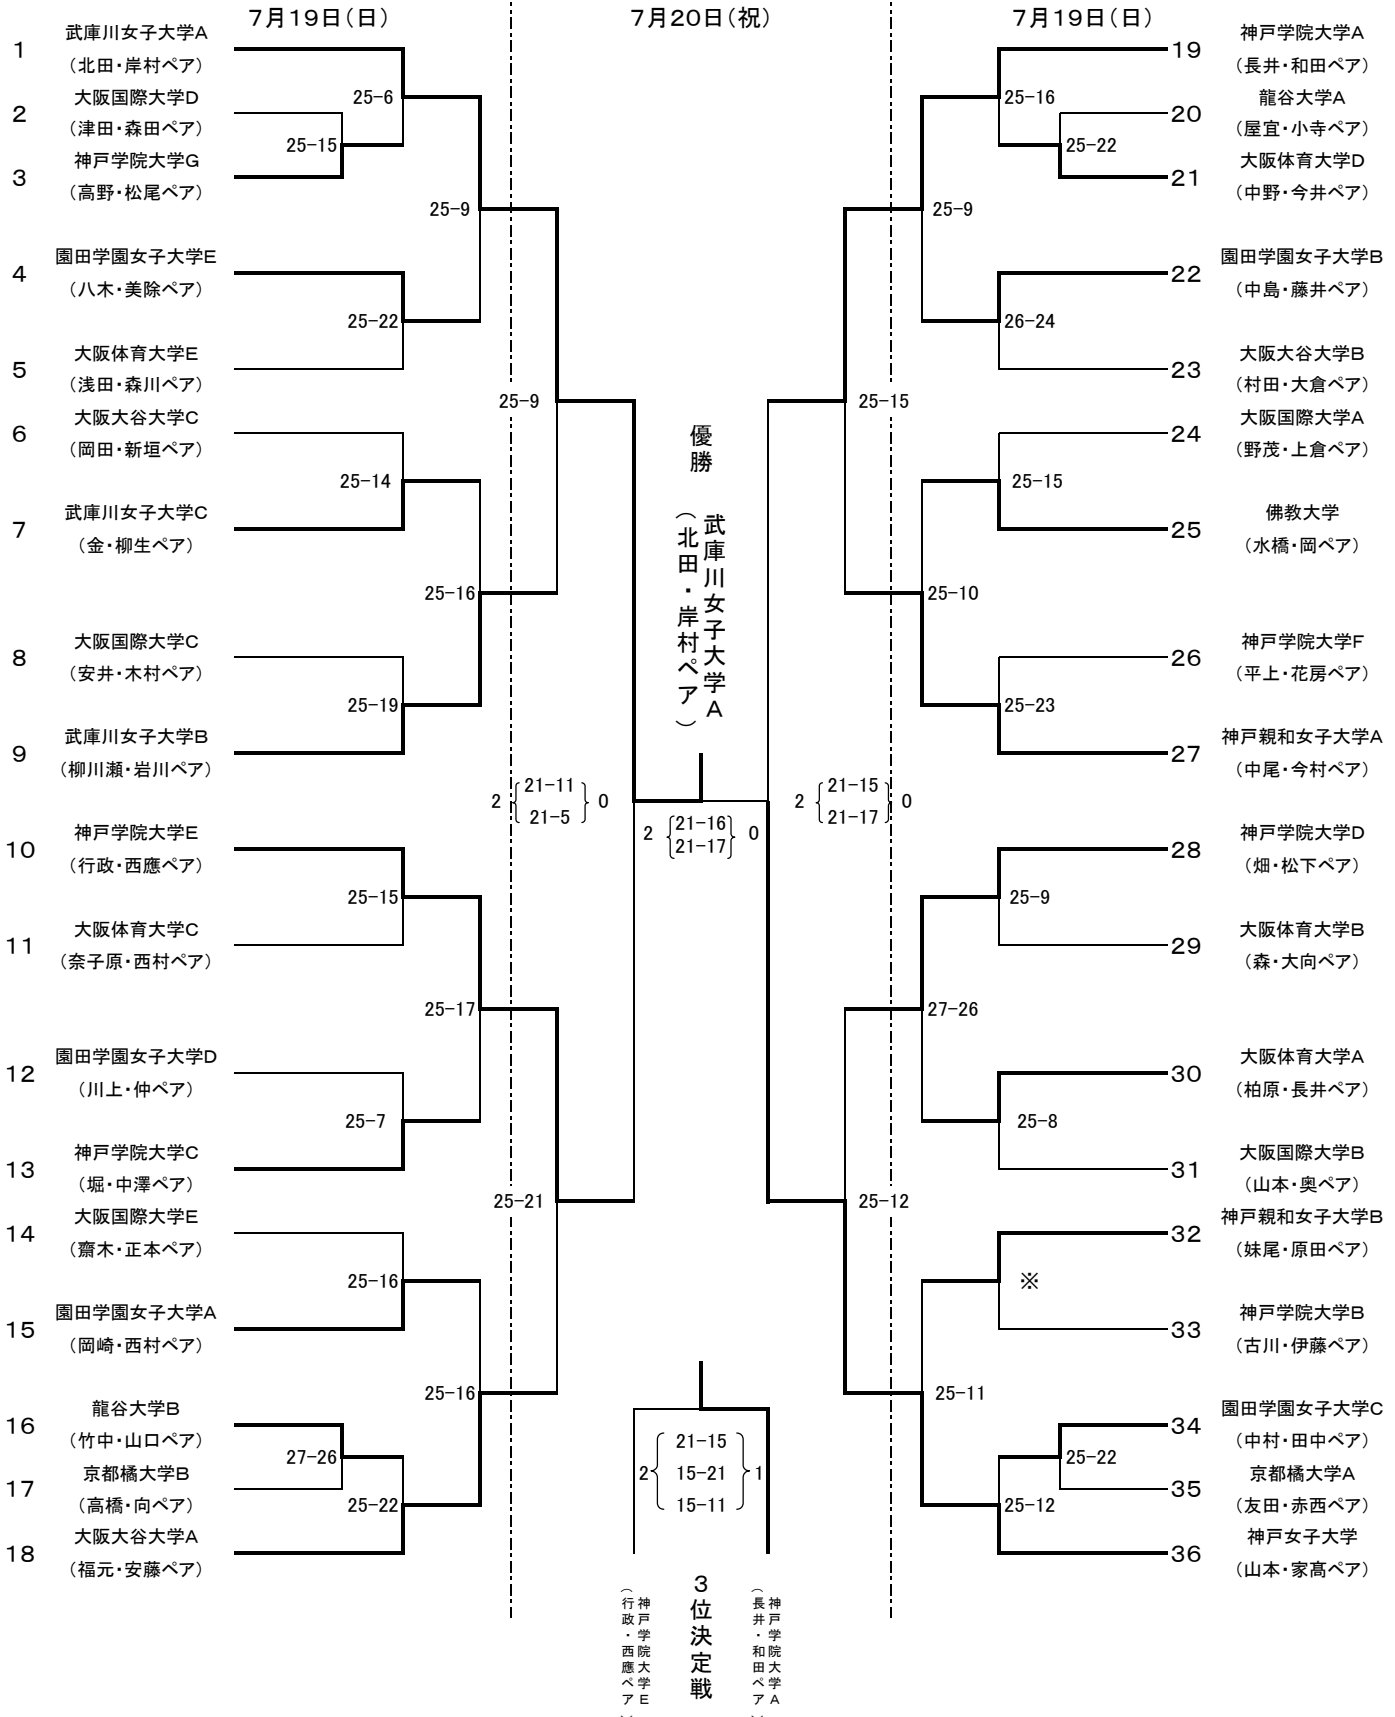 7月19日(日)
7月20日(祝)
7月19日(日)
1
武庫川女子大学A
(北田・岸村ペア)
2
大阪国際大学D
(津田・森田ペア)
3
神戸学院大学G
(高野・松尾ペア)
4
園田学園女子大学E
(八木・美除ペア)
5
大阪体育大学E
(浅田・森川ペア)
6
大阪大谷大学C
(岡田・新垣ペア)
7
武庫川女子大学C
(金・柳生ペア)
8
大阪国際大学C
(安井・木村ペア)
9
武庫川女子大学B
(柳川瀬・岩川ペア)
10
神戸学院大学E
(行政・西應ペア)
11
大阪体育大学C
(奈子原・西村ペア)
12
園田学園女子大学D
(川上・仲ペア)
13
神戸学院大学C
(堀・中澤ペア)
14
大阪国際大学E
(齋木・正本ペア)
15
園田学園女子大学A
(岡崎・西村ペア)
16
龍谷大学B
(竹中・山口ペア)
17
京都橘大学B
(高橋・向ペア)
18
大阪大谷大学A
(福元・安藤ペア)
25-6
25-15
25-22
25-14
25-19
25-15
25-7
25-16
27-26
25-22
25-9
25-16
25-17
25-16
25-9
25-21
2
21-11
21-5
0
優勝
武庫川女子大学A
(北田・岸村ペア)
2
21-16
21-17
0
2
21-15
21-17
0
25-15
25-12
25-9
25-10
27-26
25-11
25-16
25-22
26-24
25-15
25-23
25-9
25-8
※
25-22
25-12
19
神戸学院大学A
(長井・和田ペア)
20
龍谷大学A
(屋宜・小寺ペア)
21
大阪体育大学D
(中野・今井ペア)
22
園田学園女子大学B
(中島・藤井ペア)
23
大阪大谷大学B
(村田・大倉ペア)
24
大阪国際大学A
(野茂・上倉ペア)
25
佛教大学
(水橋・岡ペア)
26
神戸学院大学F
(平上・花房ペア)
27
神戸親和女子大学A
(中尾・今村ペア)
28
神戸学院大学D
(畑・松下ペア)
29
大阪体育大学B
(森・大向ペア)
30
大阪体育大学A
(柏原・長井ペア)
31
大阪国際大学B
(山本・奥ペア)
32
神戸親和女子大学B
(妹尾・原田ペア)
33
神戸学院大学B
(古川・伊藤ペア)
34
園田学園女子大学C
(中村・田中ペア)
35
京都橘大学A
(友田・赤西ペア)
36
神戸女子大学
(山本・家髙ペア)
2
21-15
15-21
15-11
1
3位決定戦
神戸学院大学E
(行政・西應ペア)
神戸学院大学A
(長井・和田ペア)